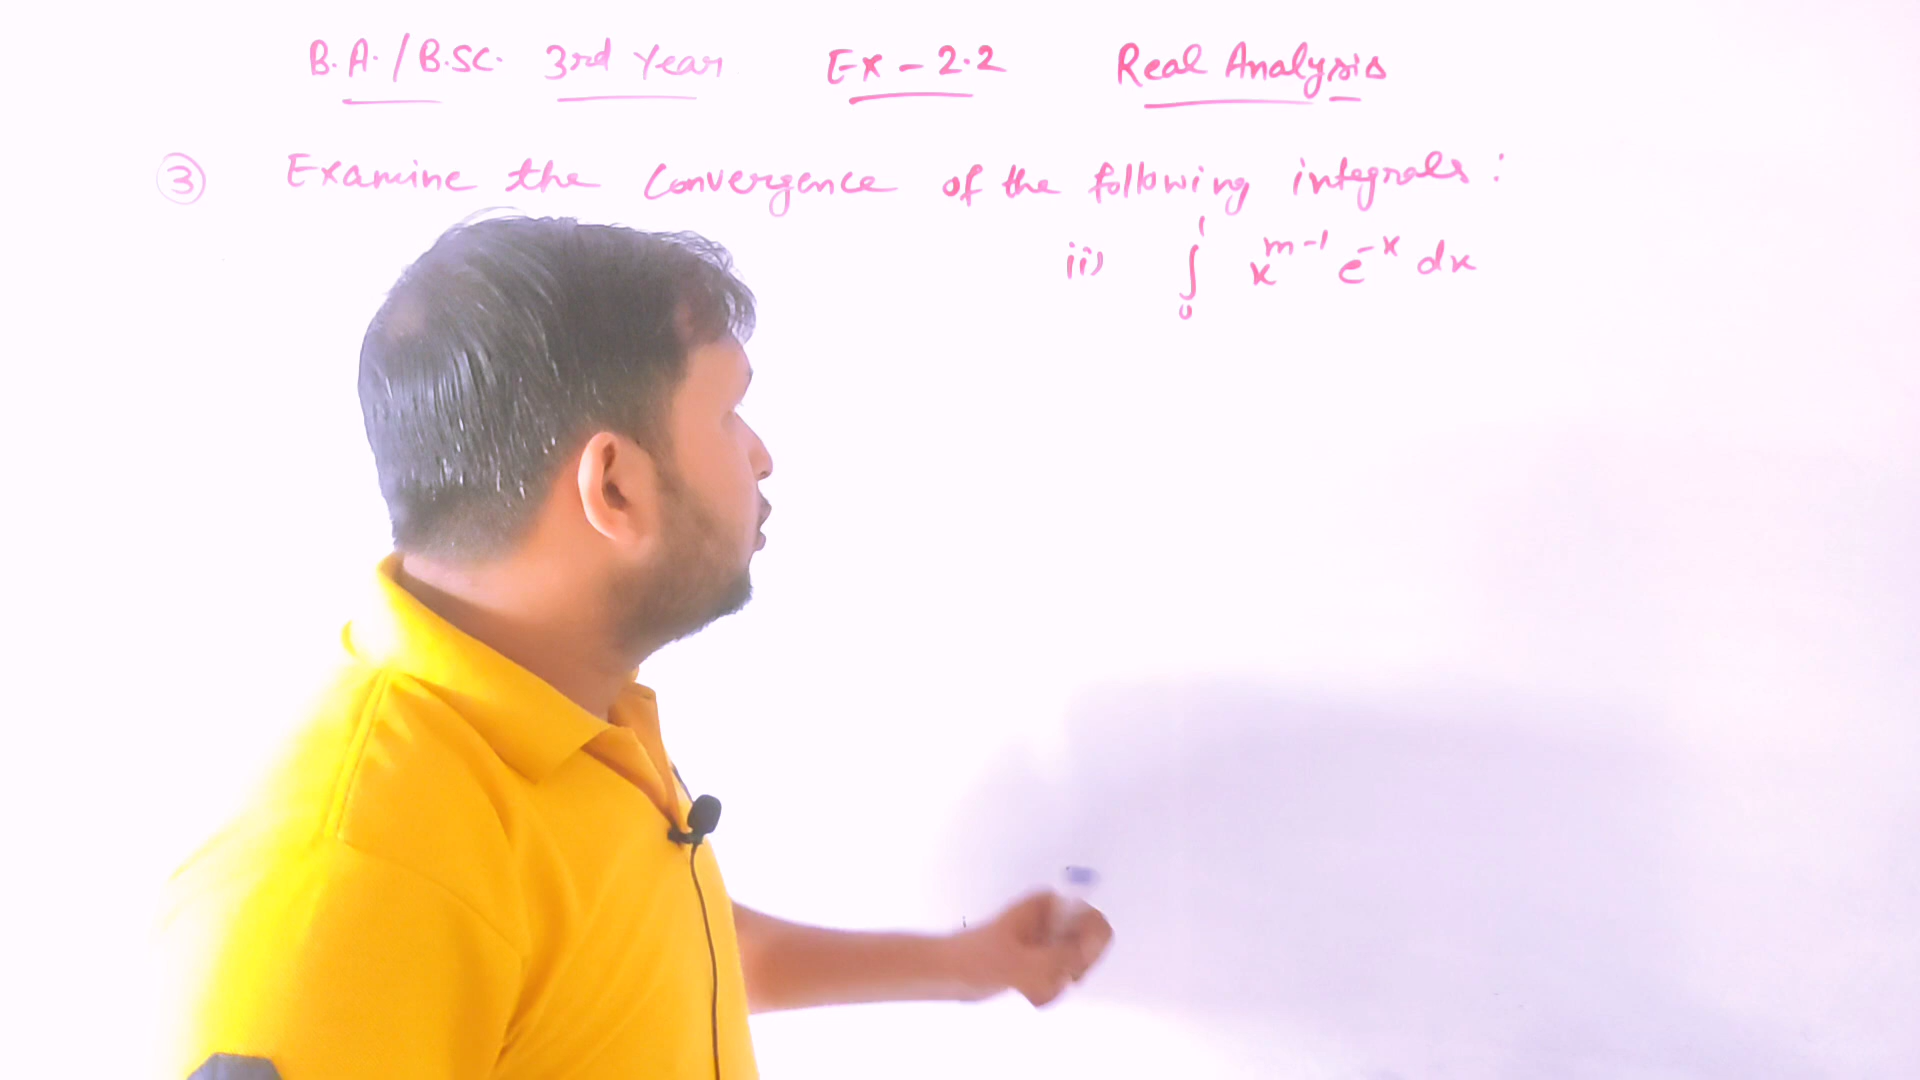 B.A./B.SC. 3rd Year Ex - 2.2 Real Analysis
③ Examine the Convergence of the following integrals :
ii) ∫₀¹ x^{m-1} e^{-x} dx